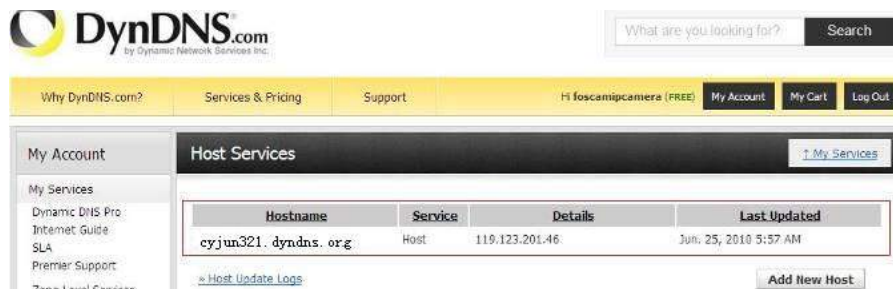 DynDNS.com
by Dynamic Network Services Inc.
What are you looking for?
Search
Why DynDNS.com?
Services & Pricing
Support
Hi foscamipcamera (FREE)
My Account
My Cart
Log Out
My Account
Host Services
↑ My Services
My Services
Dynamic DNS Pro
Internet Guide
SLA
Premier Support
Zone Level Services
Hostname Service Details Last Updated
cyjun321.dyndns.org Host 119.123.201.46 Jun. 25, 2010 5:57 AM
» Host Update Logs
Add New Host